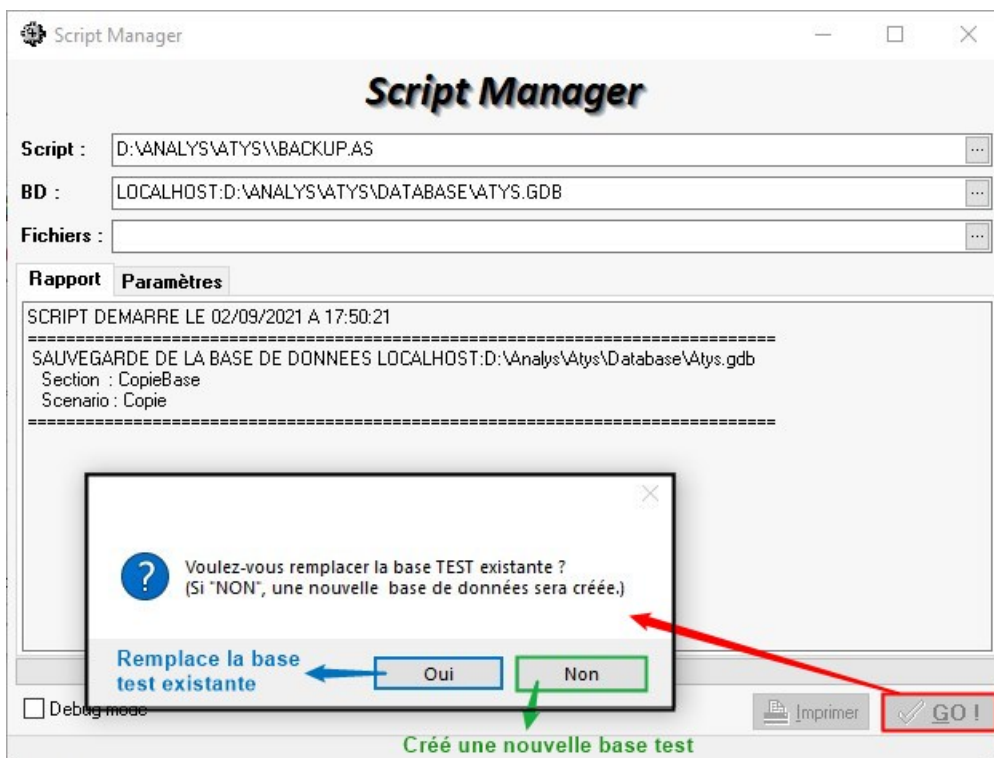 Script Manager
Script Manager
Script : D:\ANALYS\ATYS\\BACKUP.AS ...
BD : LOCALHOST:D:\ANALYS\ATYS\DATABASE\ATYS.GDB ...
Fichiers : ...
Rapport Paramètres
SCRIPT DEMARRE LE 02/09/2021 A 17:50:21
==============================================================================
SAUVEGARDE DE LA BASE DE DONNEES LOCALHOST:D:\Analys\Atys\Database\Atys.gdb
Section : CopieBase
Scenario : Copie
==============================================================================
Voulez-vous remplacer la base TEST existante ?
(Si "NON", une nouvelle base de données sera créée.)
Remplace la base
test existante
Oui Non
Debug mode Imprimer GO !
Créé une nouvelle base test